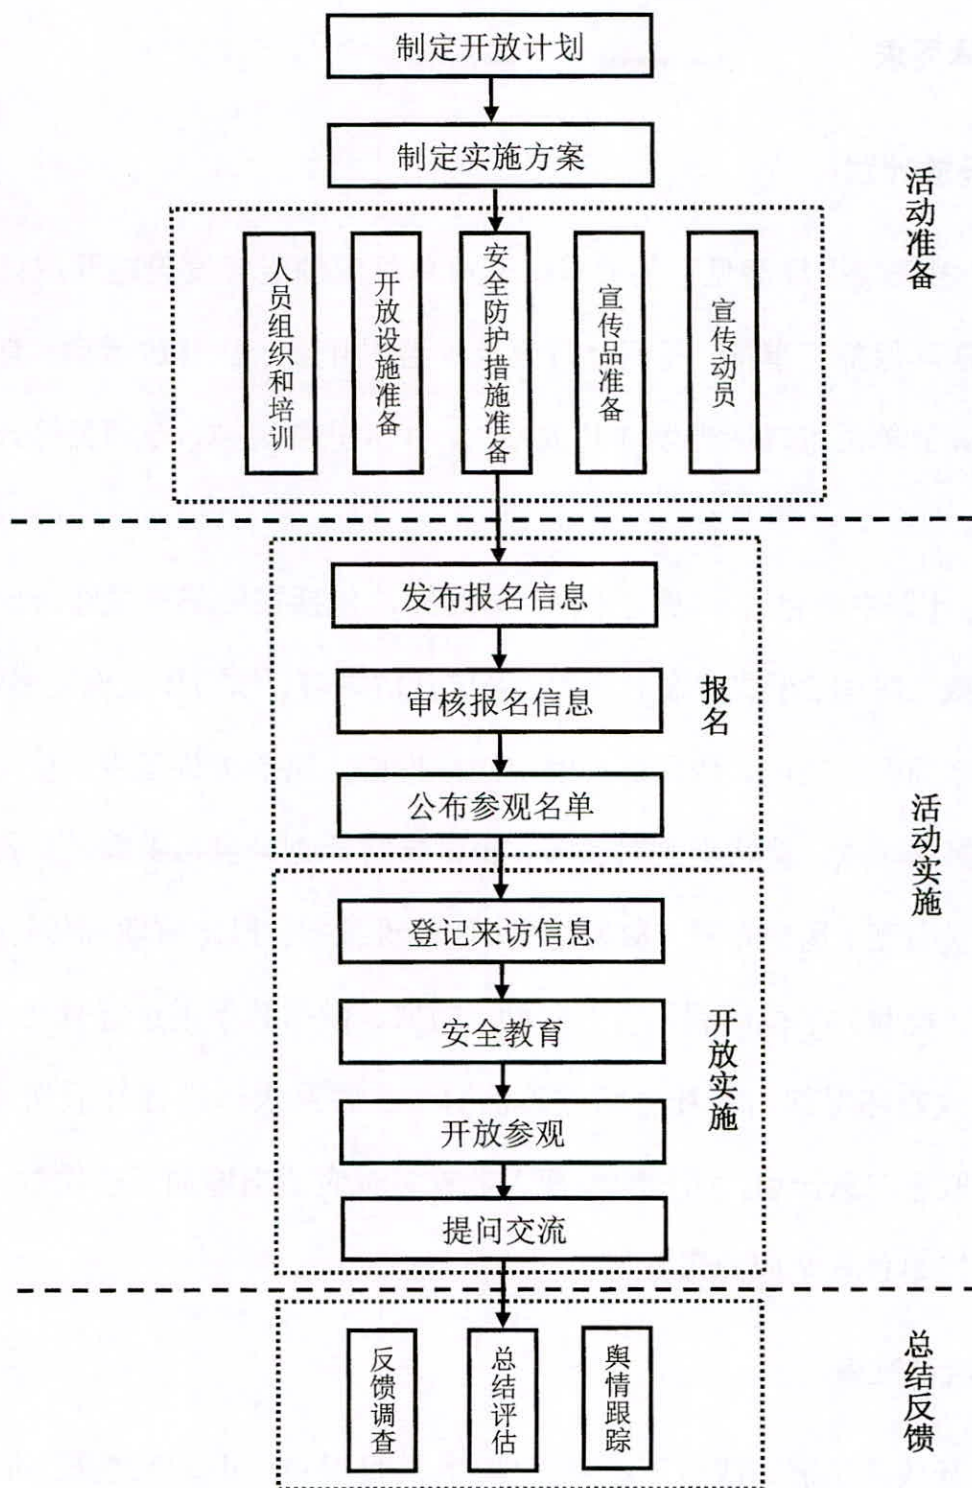 制定开放计划
制定实施方案
活动准备
人员组织和培训
开放设施准备
安全防护措施准备
宣传品准备
宣传动员
发布报名信息
审核报名信息
报名
公布参观名单
活动实施
登记来访信息
安全教育
开放实施
开放参观
提问交流
反馈调查
总结评估
舆情跟踪
总结反馈